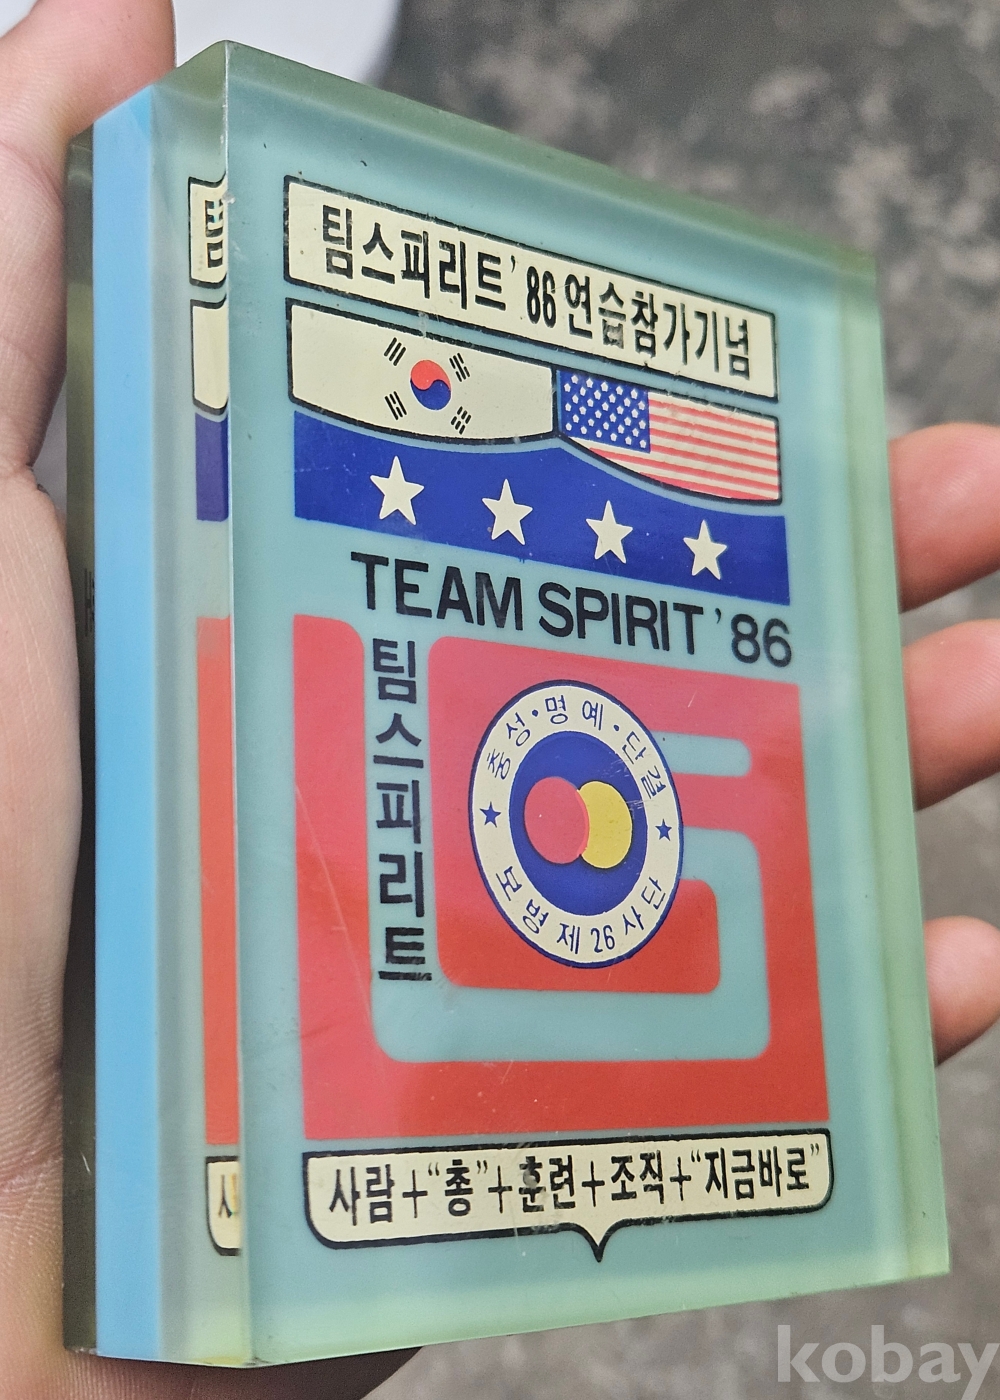 팀스피리트’86연습참가기념
TEAM SPIRIT ’86
팀스피리트
충성·명예·단결
★ 보병제26사단 ★
사람+“총”+훈련+조직+“지금바로”
kobay